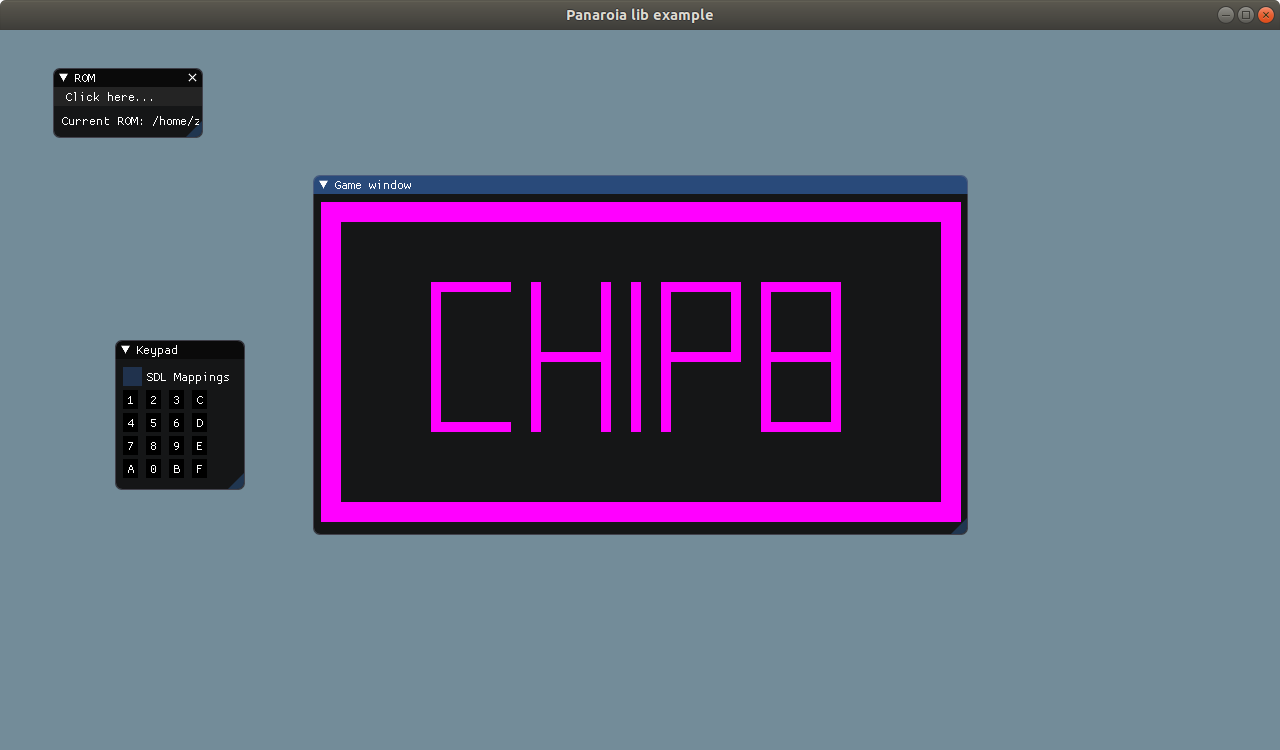 Panaroia lib example
ROM
Click here...
Current ROM: /home/z
Game window
CHIP8
Keypad
SDL Mappings
1 2 3 C
4 5 6 D
7 8 9 E
A 0 B F